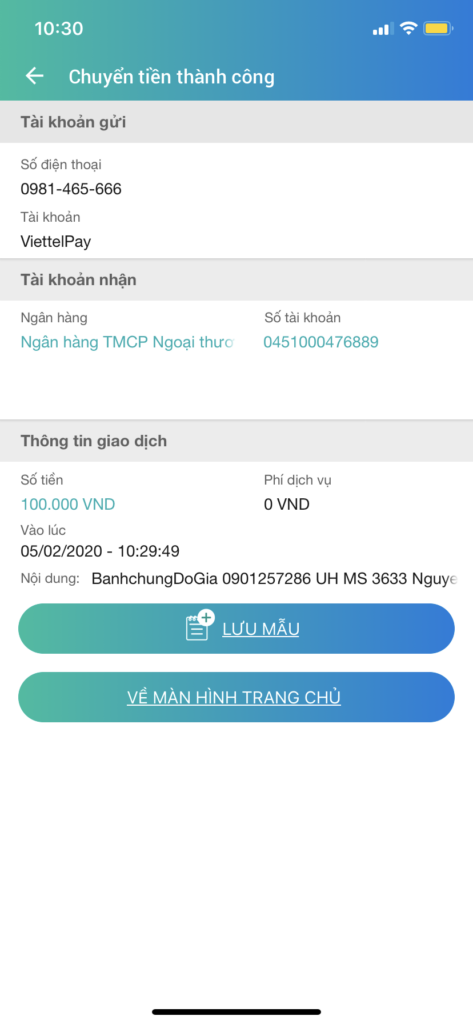 10:30
Chuyển tiền thành công
Tài khoản gửi
Số điện thoại
0981-465-666
Tài khoản
ViettelPay
Tài khoản nhận
Ngân hàng Số tài khoản
Ngân hàng TMCP Ngoại thươ 0451000476889
Thông tin giao dịch
Số tiền Phí dịch vụ
100.000 VND 0 VND
Vào lúc
05/02/2020 - 10:29:49
Nội dung: BanhchungDoGia 0901257286 UH MS 3633 Nguye
LƯU MẪU
VỀ MÀN HÌNH TRANG CHỦ